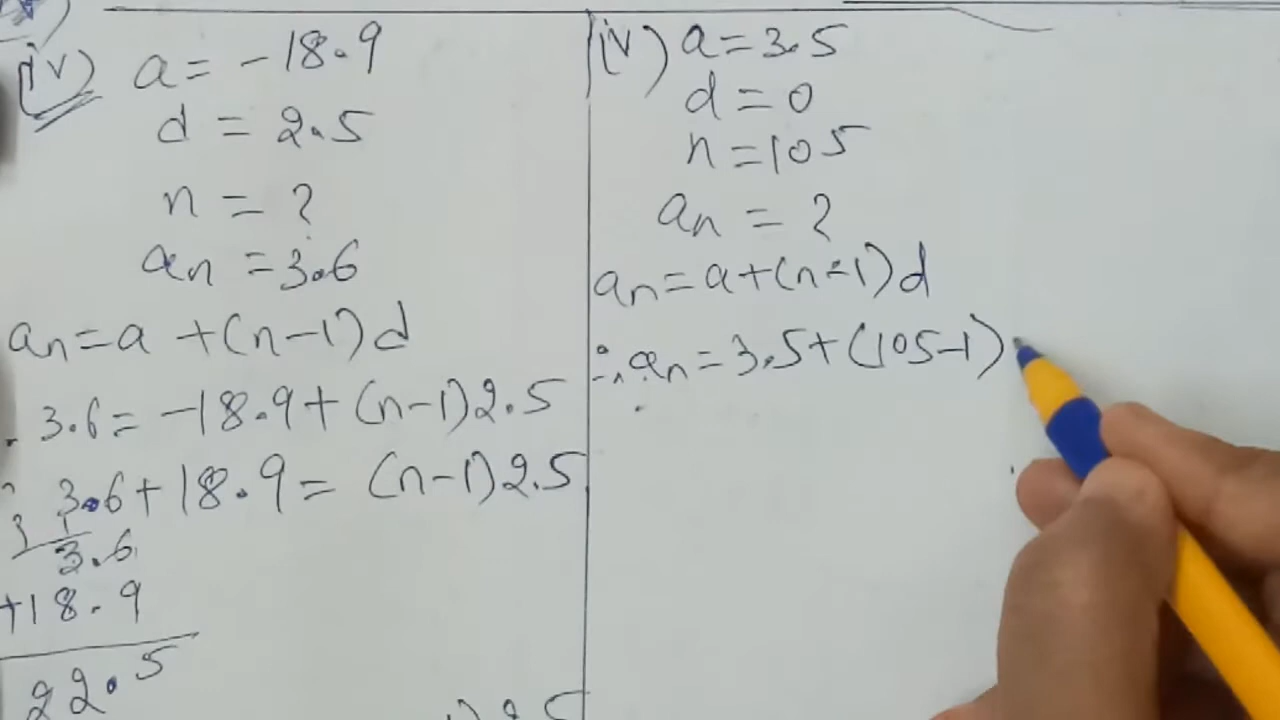 (iv) a = -18.9
d = 2.5
n = ?
an = 3.6
an = a + (n-1)d
3.6 = -18.9 + (n-1)2.5
3.6 + 18.9 = (n-1)2.5
3.6
+18.9
22.5
(iv) a = 3.5
d = 0
n = 105
an = ?
an = a + (n-1)d
∴ an = 3.5 + (105-1)